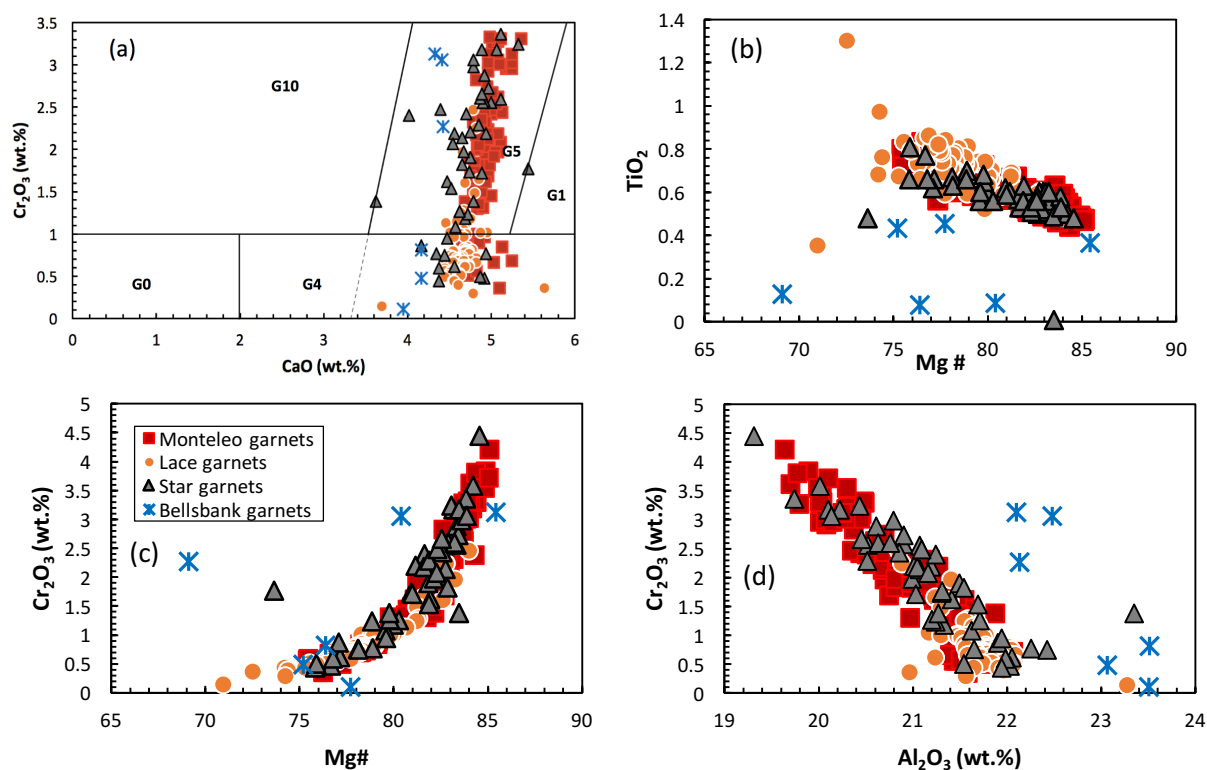 (a)
3.5
3
2.5
2
1.5
1
0.5
0
Cr2O3 (wt.%)
G10
G5
G1
G0
G4
0 1 2 3 4 5 6
CaO (wt.%)
(b)
1.4
1.2
1
0.8
0.6
0.4
0.2
0
TiO2
65 70 75 80 85 90
Mg #
5
4.5
4
3.5
3
2.5
2
1.5
1
0.5
0
Cr2O3 (wt.%)
Monteleo garnets
Lace garnets
Star garnets
Bellsbank garnets
(c)
65 70 75 80 85 90
Mg#
5
4.5
4
3.5
3
2.5
2
1.5
1
0.5
0
Cr2O3 (wt.%)
(d)
19 20 21 22 23 24
Al2O3 (wt.%)